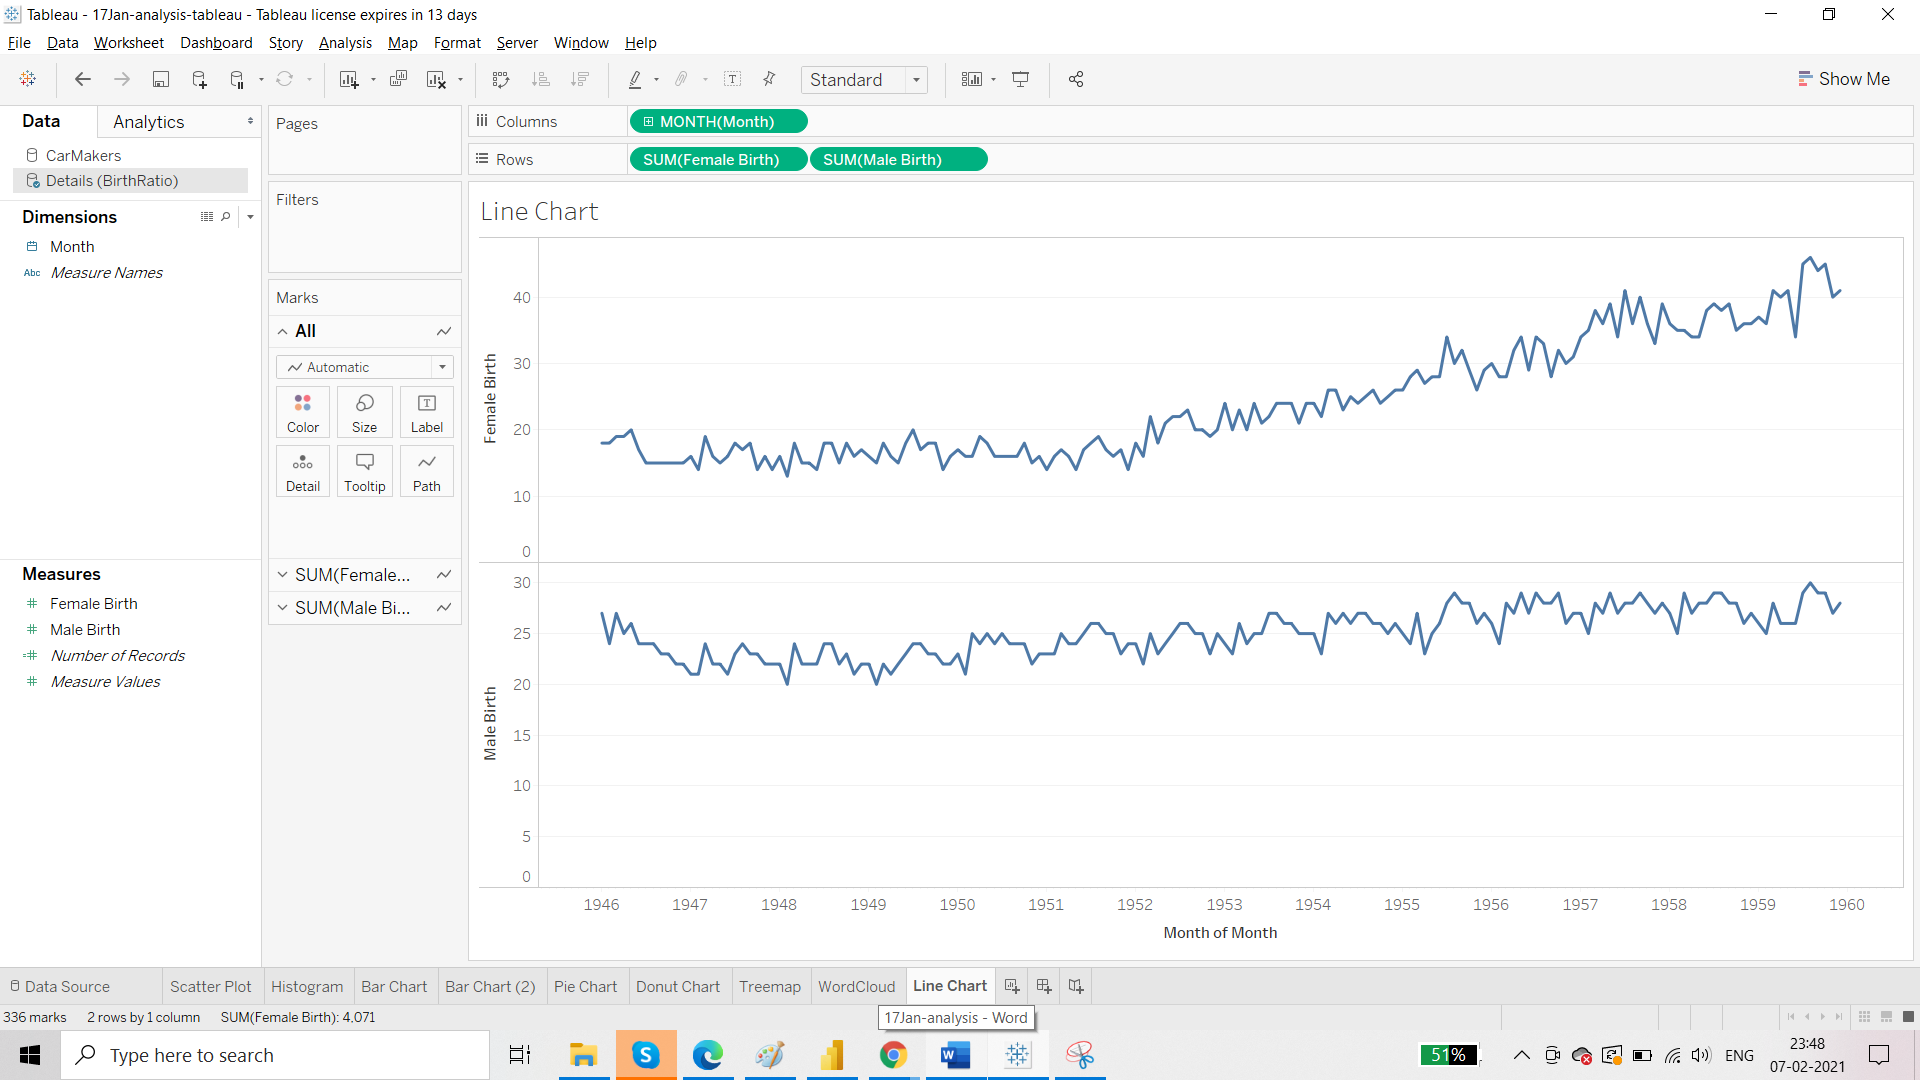 Tableau - 17Jan-analysis-tableau - Tableau license expires in 13 days
File Data Worksheet Dashboard Story Analysis Map Format Server Window Help
Standard
Show Me
Data Analytics
CarMakers
Details (BirthRatio)
Dimensions
Month
Abc Measure Names
Measures
Female Birth
Male Birth
Number of Records
Measure Values
Pages
Filters
Marks
All
Automatic
Color Size Label
Detail Tooltip Path
SUM(Female...
SUM(Male Bi...
Columns MONTH(Month)
Rows SUM(Female Birth) SUM(Male Birth)
Line Chart
Female Birth
40
30
20
10
0
Male Birth
30
25
20
15
10
5
0
1946 1947 1948 1949 1950 1951 1952 1953 1954 1955 1956 1957 1958 1959 1960
Month of Month
Data Source Scatter Plot Histogram Bar Chart Bar Chart (2) Pie Chart Donut Chart Treemap WordCloud Line Chart
336 marks 2 rows by 1 column SUM(Female Birth): 4,071
17Jan-analysis - Word
Type here to search
51%
ENG
23:48
07-02-2021